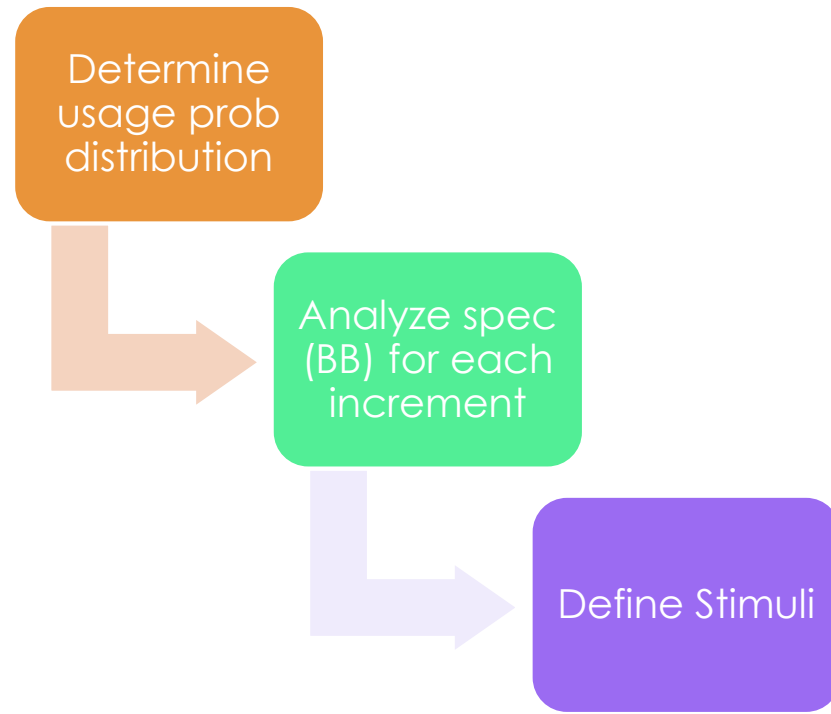 Determine
usage prob
distribution
Analyze spec
(BB) for each
increment
Define Stimuli